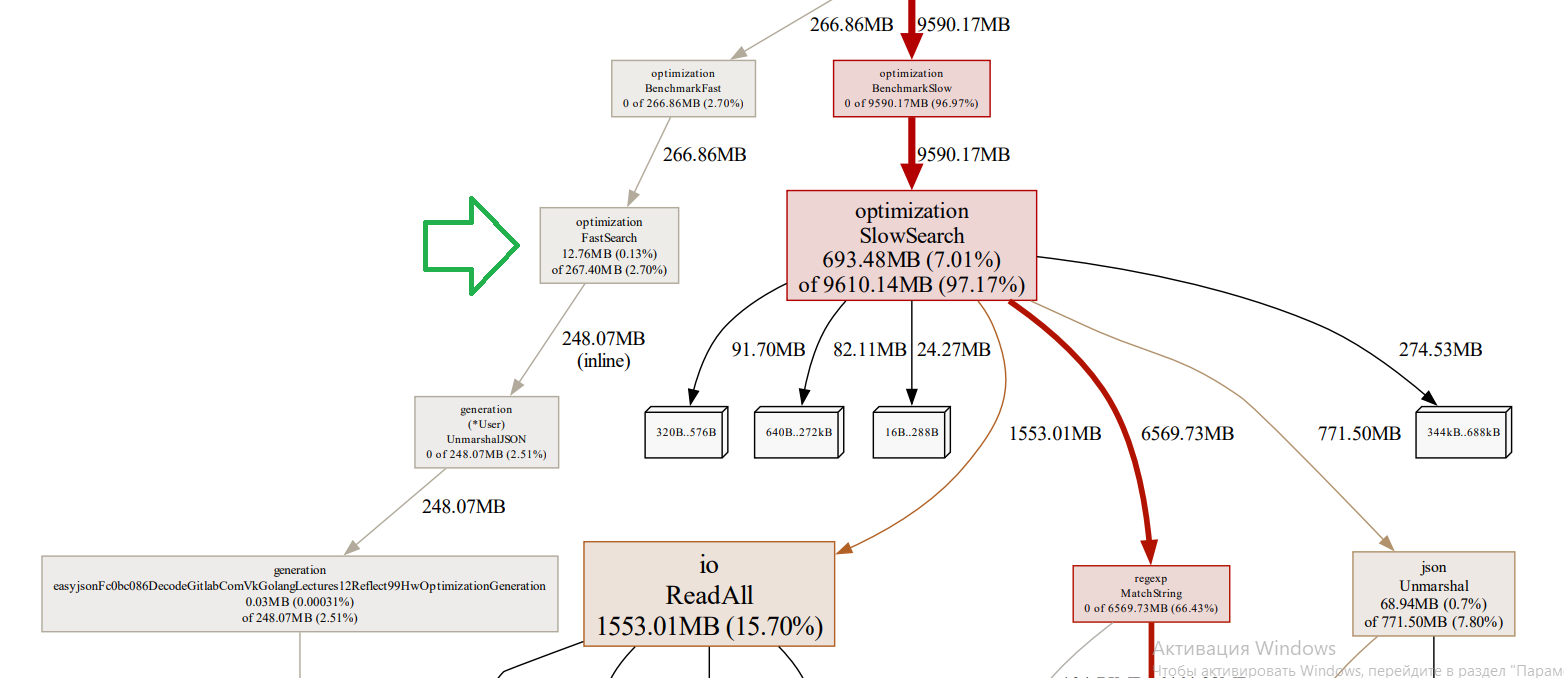 266.86MB
9590.17MB
optimization
BenchmarkFast
0 of 266.86MB (2.70%)
optimization
BenchmarkSlow
0 of 9590.17MB (96.97%)
266.86MB
9590.17MB
optimization
FastSearch
12.76MB (0.13%)
of 267.40MB (2.70%)
optimization
SlowSearch
693.48MB (7.01%)
of 9610.14MB (97.17%)
248.07MB
(inline)
91.70MB
82.11MB
24.27MB
274.53MB
generation
(*User)
UnmarshalJSON
0 of 248.07MB (2.51%)
320B..576B
640B..272kB
16B..288B
1553.01MB
6569.73MB
771.50MB
344kB..688kB
248.07MB
generation
easyjsonFc0bc086DecodeGitlabComVkGolangLectures12Reflect99HwOptimizationGeneration
0.03MB (0.00031%)
of 248.07MB (2.51%)
io
ReadAll
1553.01MB (15.70%)
regexp
MatchString
0 of 6569.73MB (66.43%)
json
Unmarshal
68.94MB (0.7%)
of 771.50MB (7.80%)
Активация Windows
Чтобы активировать Windows, перейдите в раздел "Парам